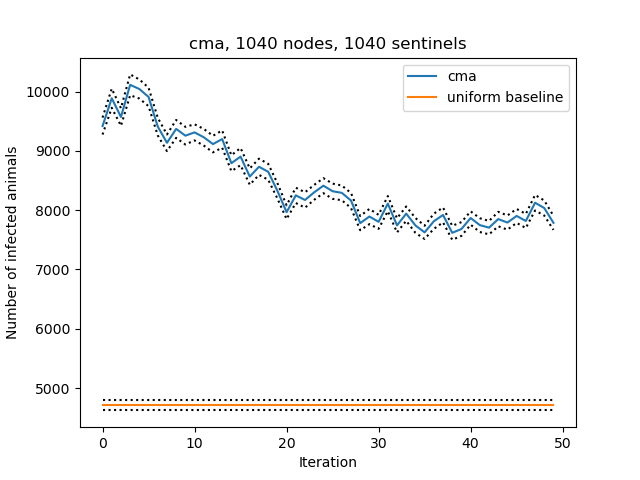 cma, 1040 nodes, 1040 sentinels
cma
uniform baseline
Number of infected animals
10000
9000
8000
7000
6000
5000
0 10 20 30 40 50
Iteration